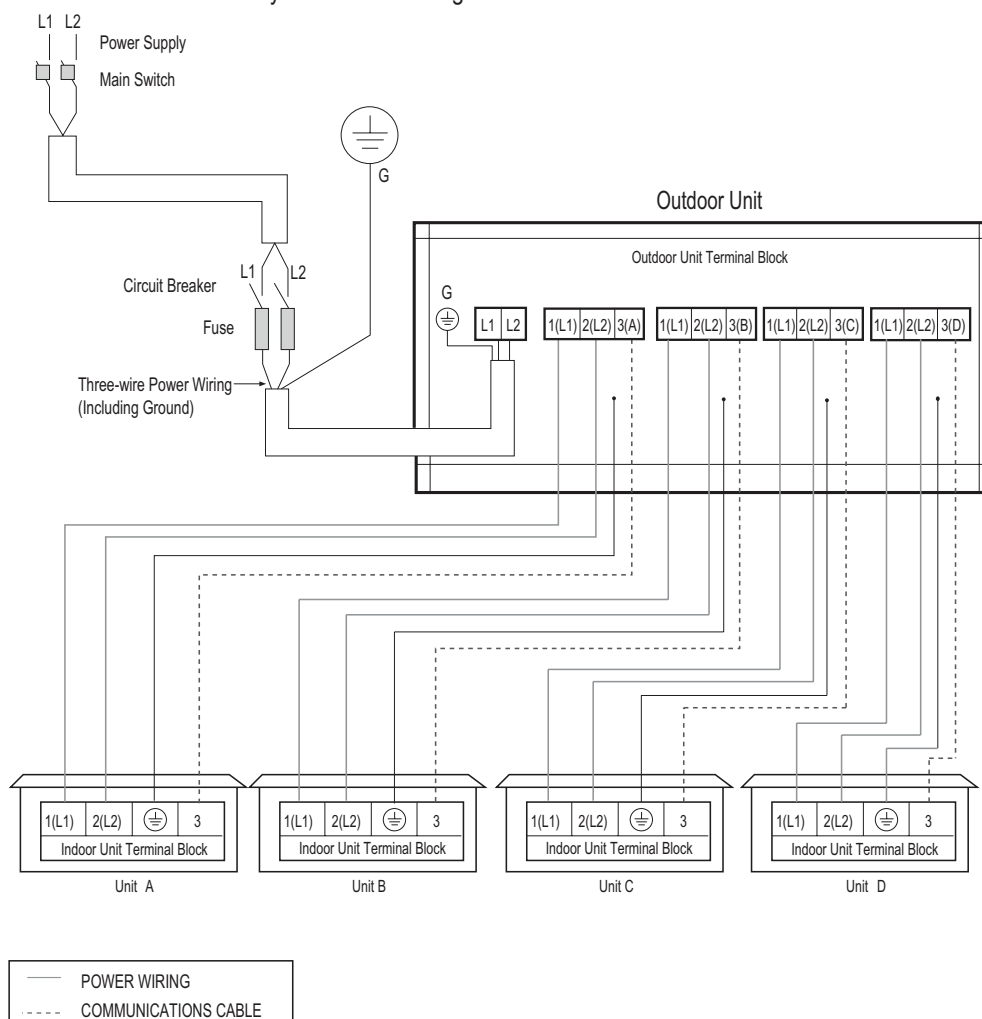 L1 L2
Power Supply
Main Switch
G
Outdoor Unit
Outdoor Unit Terminal Block
L1 L2
Circuit Breaker
Fuse
G
L1 L2 1(L1) 2(L2) 3(A) 1(L1) 2(L2) 3(B) 1(L1) 2(L2) 3(C) 1(L1) 2(L2) 3(D)
Three-wire Power Wiring
(Including Ground)
1(L1) 2(L2) 3
Indoor Unit Terminal Block
Unit A
1(L1) 2(L2) 3
Indoor Unit Terminal Block
Unit B
1(L1) 2(L2) 3
Indoor Unit Terminal Block
Unit C
1(L1) 2(L2) 3
Indoor Unit Terminal Block
Unit D
POWER WIRING
COMMUNICATIONS CABLE